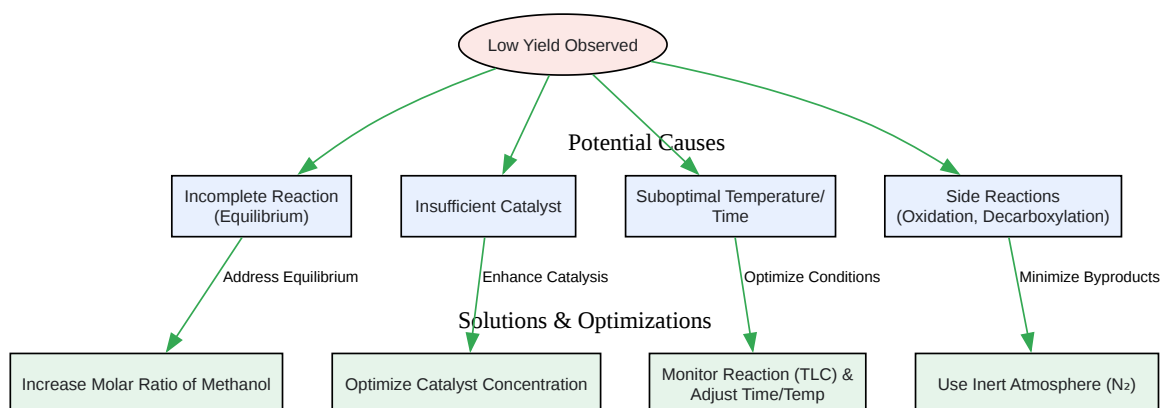 Low Yield Observed
Potential Causes
Incomplete Reaction
(Equilibrium)
Insufficient Catalyst
Suboptimal Temperature/
Time
Side Reactions
(Oxidation, Decarboxylation)
Address Equilibrium
Enhance Catalysis
Optimize Conditions
Minimize Byproducts
Solutions & Optimizations
Increase Molar Ratio of Methanol
Optimize Catalyst Concentration
Monitor Reaction (TLC) &
Adjust Time/Temp
Use Inert Atmosphere (N₂)